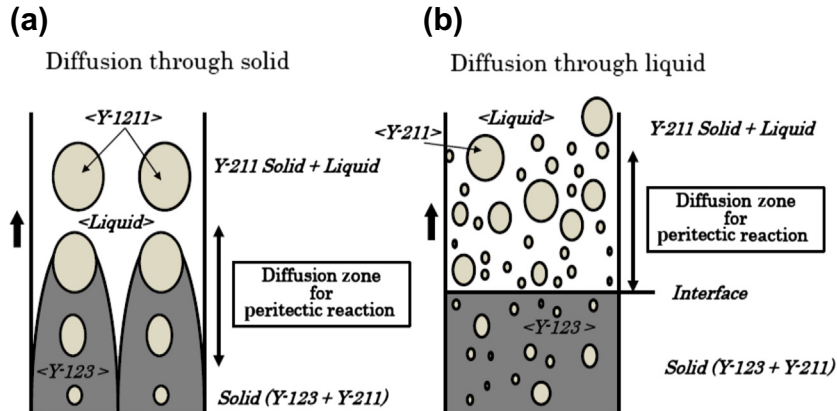 (a)
Diffusion through solid
<Y-1211>
Y-211 Solid + Liquid
<Liquid>
Diffusion zone
for
peritectic reaction
<Y-123>
Solid (Y-123 + Y-211)
(b)
Diffusion through liquid
<Liquid>
<Y-211>
Y-211 Solid + Liquid
Diffusion zone
for
peritectic reaction
Interface
<Y-123 >
Solid (Y-123 + Y-211)